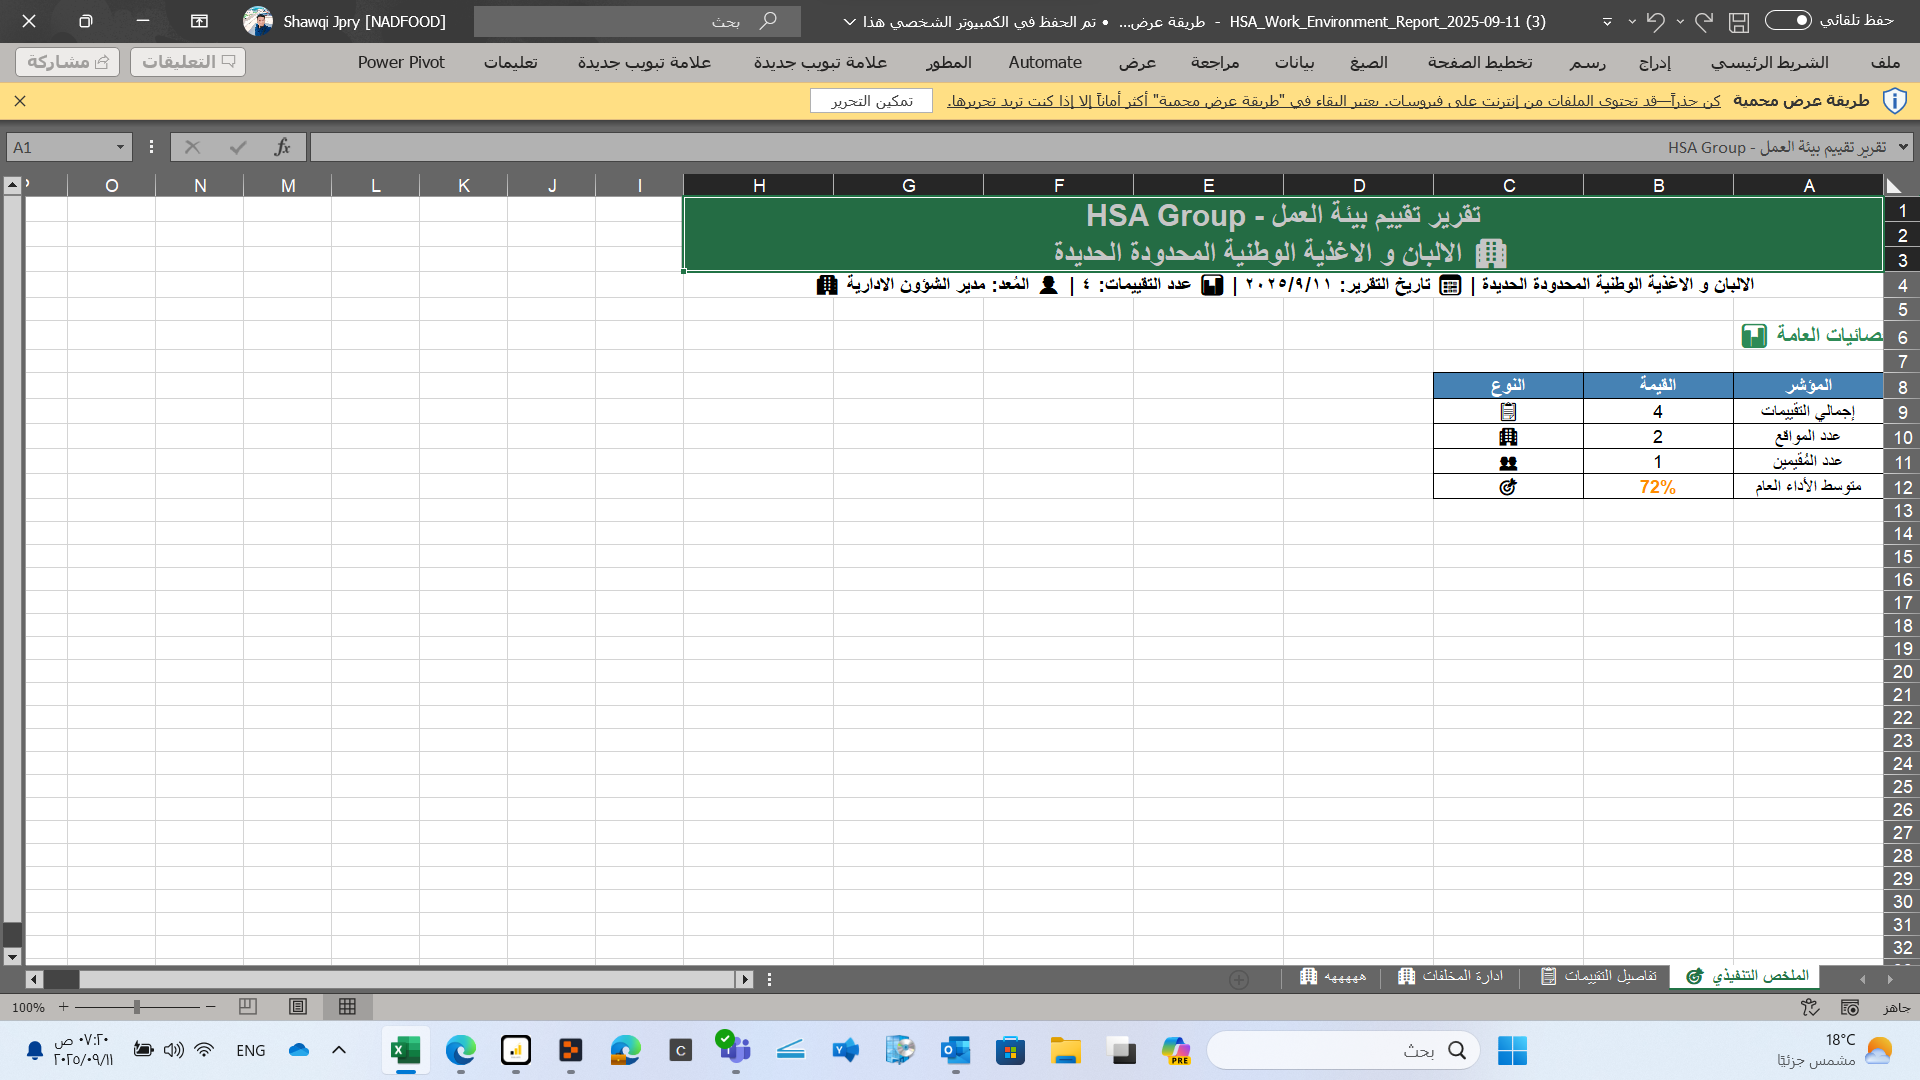 حفظ تلقائي
HSA_Work_Environment_Report_2025-09-11 (3) - طريقة عرض... • تم الحفظ في الكمبيوتر الشخصي هذا
بحث
Shawqi Jpry [NADFOOD]
ملف الشريط الرئيسي إدراج رسم تخطيط الصفحة الصيغ بيانات مراجعة عرض Automate المطور علامة تبويب جديدة علامة تبويب جديدة تعليمات Power Pivot
التعليقات مشاركة
طريقة عرض محمية كن حذراً—قد تحتوي الملفات من إنترنت على فيروسات. يعتبر البقاء في "طريقة عرض محمية" أكثر أماناً إلا إذا كنت تريد تحريرها. تمكين التحرير
A1 fx تقرير تقييم بيئة العمل - HSA Group
A B C D E F G H I J K L M N O
1
2
3
4
5
6
7
8
9
10
11
12
13
14
15
16
17
18
19
20
21
22
23
24
25
26
27
28
29
30
31
32
تقرير تقييم بيئة العمل - HSA Group
الالبان و الاغذية الوطنية المحدودة الحديدة
الالبان و الاغذية الوطنية المحدودة الحديدة | تاريخ التقرير: ٢٠٢٥/٩/١١ | عدد التقييمات: ٤ | المُعد: مدير الشؤون الادارية
صائيات العامة
المؤشر القيمة النوع
إجمالي التقييمات 4
عدد المواقع 2
عدد المُقيمين 1
متوسط الأداء العام 72%
الملخص التنفيذي تفاصيل التقييمات ادارة المخلفات هههههه
جاهز
100%
18°C
مشمس جزئيًا
بحث
PRE
C
ENG
٠٧:٢٠ ص
٢٠٢٥/٠٩/١١